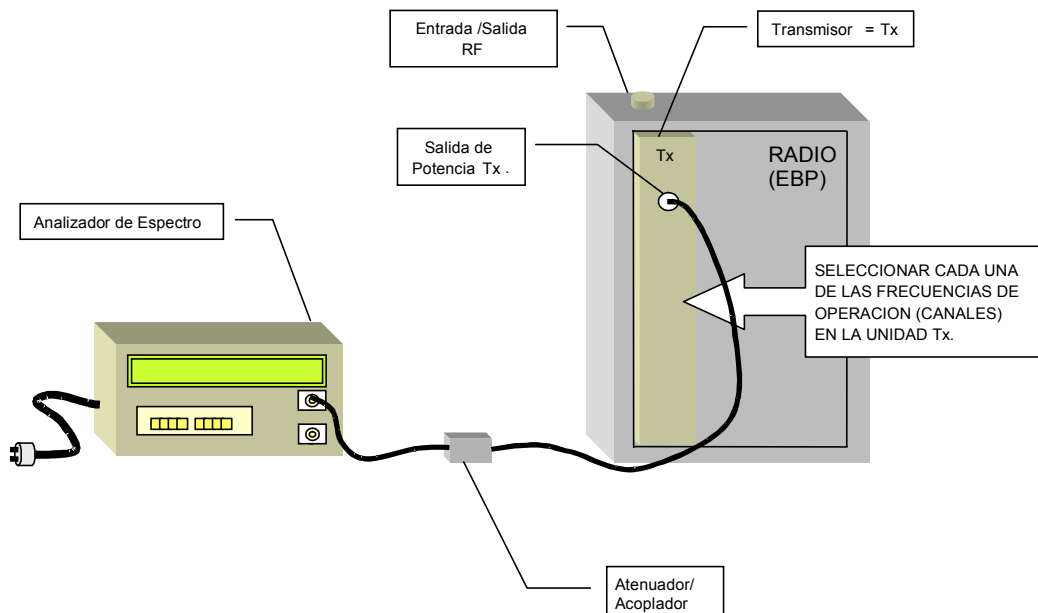 Entrada /Salida
RF
Transmisor = Tx
Salida de
Potencia Tx .
Tx
RADIO
(EBP)
Analizador de Espectro
SELECCIONAR CADA UNA
DE LAS FRECUENCIAS DE
OPERACION (CANALES)
EN LA UNIDAD Tx.
Atenuador/
Acoplador